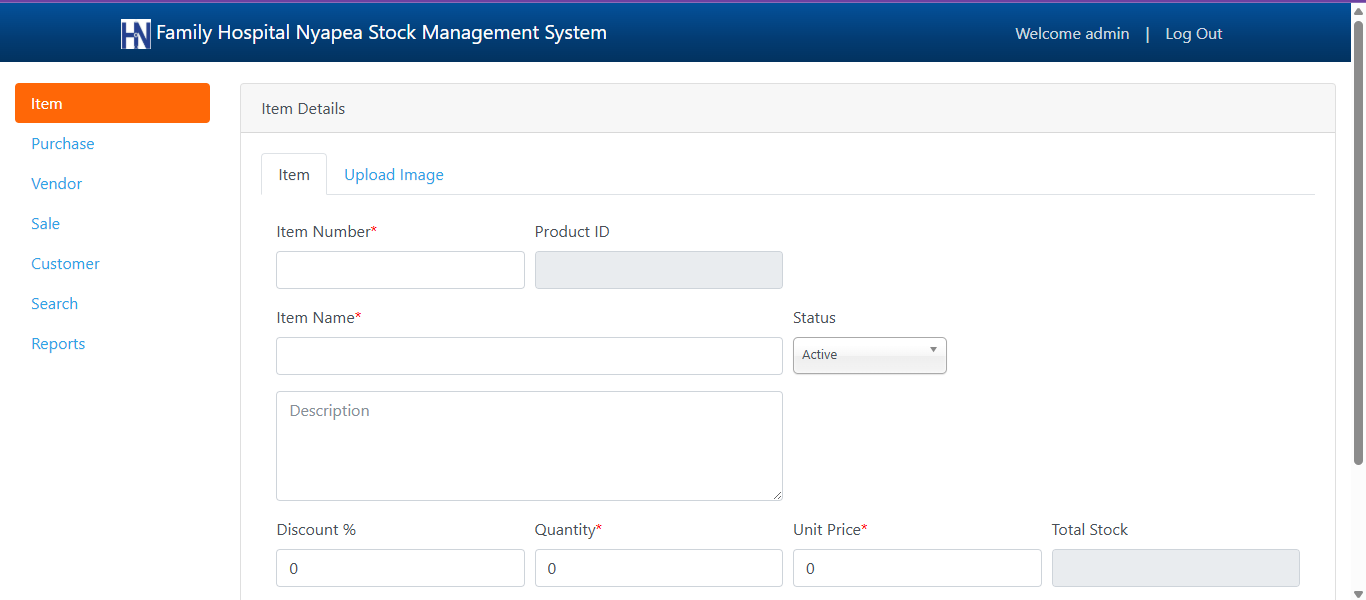 HN Family Hospital Nyapea Stock Management System
Welcome admin | Log Out
Item
Purchase
Vendor
Sale
Customer
Search
Reports
Item Details
Item Upload Image
Item Number* Product ID
Item Name* Status
Active
Description
Discount % Quantity* Unit Price* Total Stock
0 0 0